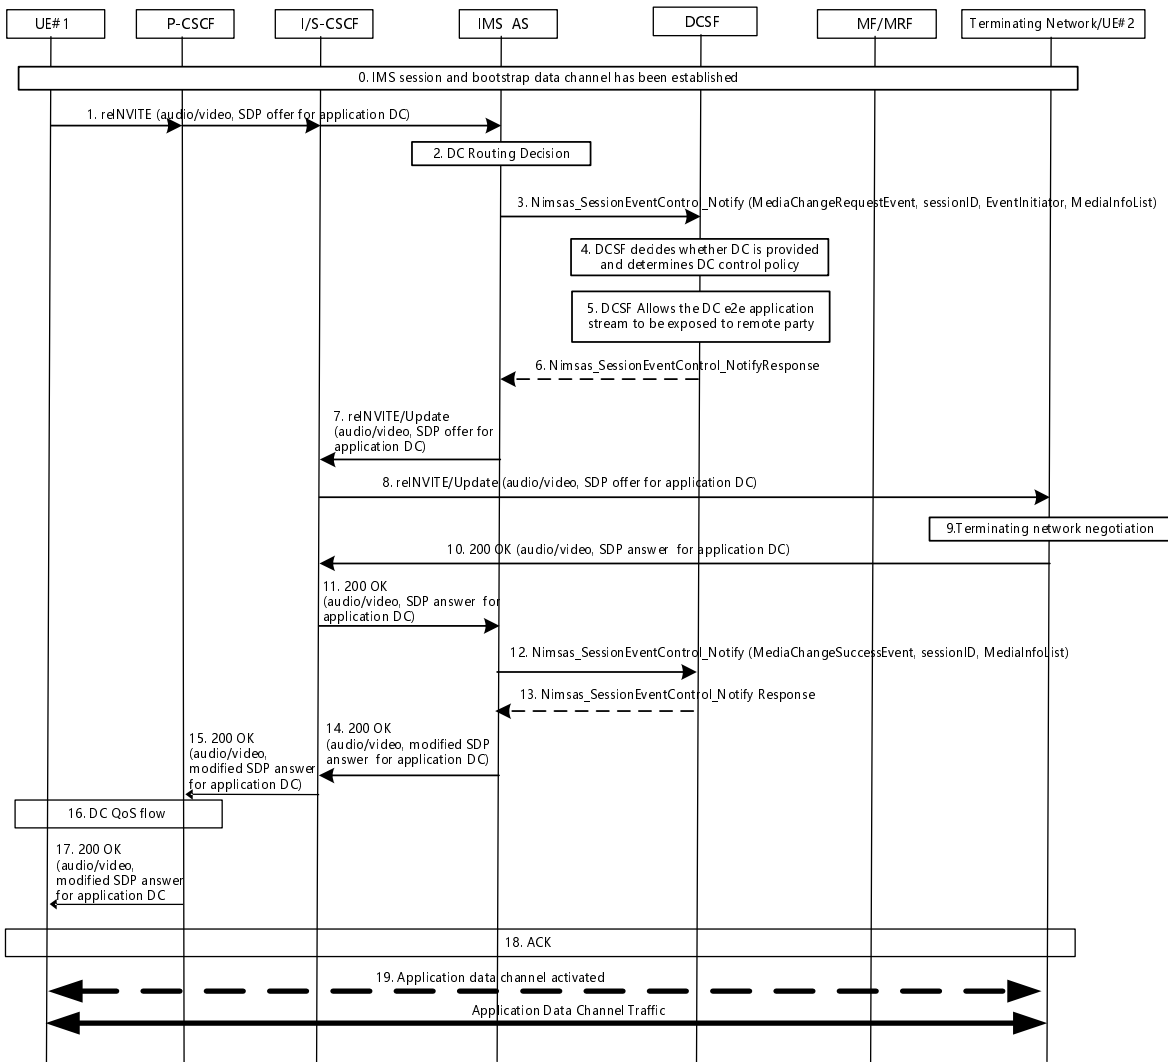 UE#1
P-CSCF
I/S-CSCF
IMS AS
DCSF
MF/MRF
Terminating Network/UE#2
0. IMS session and bootstrap data channel has been established
1. reINVITE (audio/video, SDP offer for application DC)
2. DC Routing Decision
3. Nimsas_SessionEventControl_Notify (MediaChangeRequestEvent, sessionID, EventInitiator, MediaInfoList)
4. DCSF decides whether DC is provided
and determines DC control policy
5. DCSF Allows the DC e2e application
stream to be exposed to remote party
6. Nimsas_SessionEventControl_NotifyResponse
7. reINVITE/Update
(audio/video, SDP offer for
application DC)
8. reINVITE/Update (audio/video, SDP offer for application DC)
9.Terminating network negotiation
10. 200 OK (audio/video, SDP answer for application DC)
11. 200 OK
(audio/video, SDP answer for
application DC)
12. Nimsas_SessionEventControl_Notify (MediaChangeSuccessEvent, sessionID, MediaInfoList)
13. Nimsas_SessionEventControl_Notify Response
14. 200 OK
(audio/video, modified SDP
answer for application DC)
15. 200 OK
(audio/video,
modified SDP answer
for application DC)
16. DC QoS flow
17. 200 OK
(audio/video,
modified SDP answer
for application DC
18. ACK
19. Application data channel activated
Application Data Channel Traffic